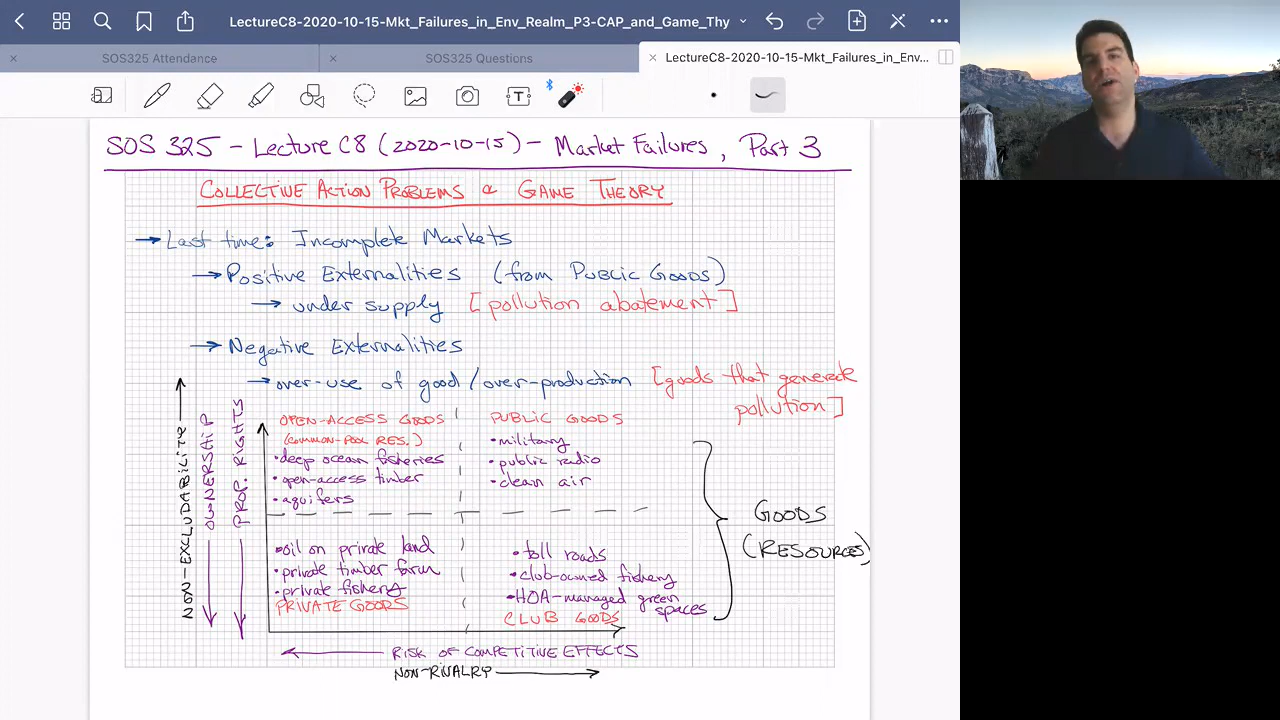 LectureC8-2020-10-15-Mkt_Failures_in_Env_Realm_P3-CAP_and_Game_Thy
SOS325 Attendance
SOS325 Questions
LectureC8-2020-10-15-Mkt_Failures_in_Env...
SOS 325 - Lecture C8 (2020-10-15) - Market Failures, Part 3
COLLECTIVE ACTION PROBLEMS & GAME THEORY
→ Last time: Incomplete Markets
→ Positive Externalities (from Public Goods)
→ under supply [pollution abatement]
→ Negative Externalities
→ over-use of good/over-production [goods that generate
pollution]
NON-EXCLUDABILITY
OWNERSHIP
PROP. RIGHTS
OPEN-ACCESS GOODS
(COMMON-POOL RES.)
• deep ocean fisheries
• open-access timber
• aquifers
PUBLIC GOODS
• military
• public radio
• clean air
• oil on private land
• private timber farm
• private fishery
PRIVATE GOODS
• toll roads
• club-owned fishery
• HOA-managed green
spaces
CLUB GOODS
GOODS
(RESOURCES)
RISK OF COMPETITIVE EFFECTS
NON-RIVALRY